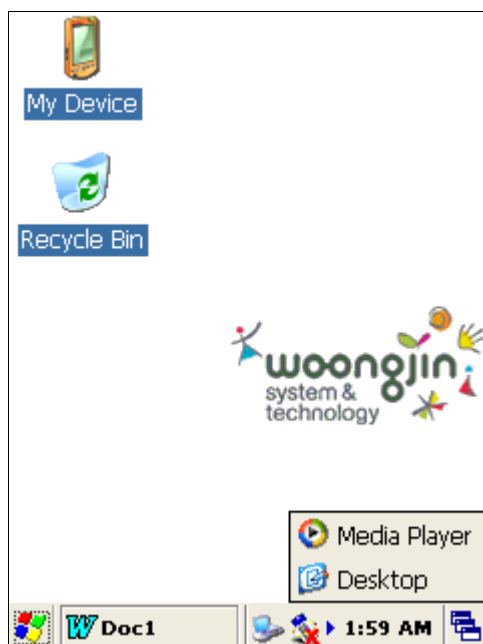 My Device
Recycle Bin
woongjin
system &
technology
Media Player
Desktop
Doc1
1:59 AM